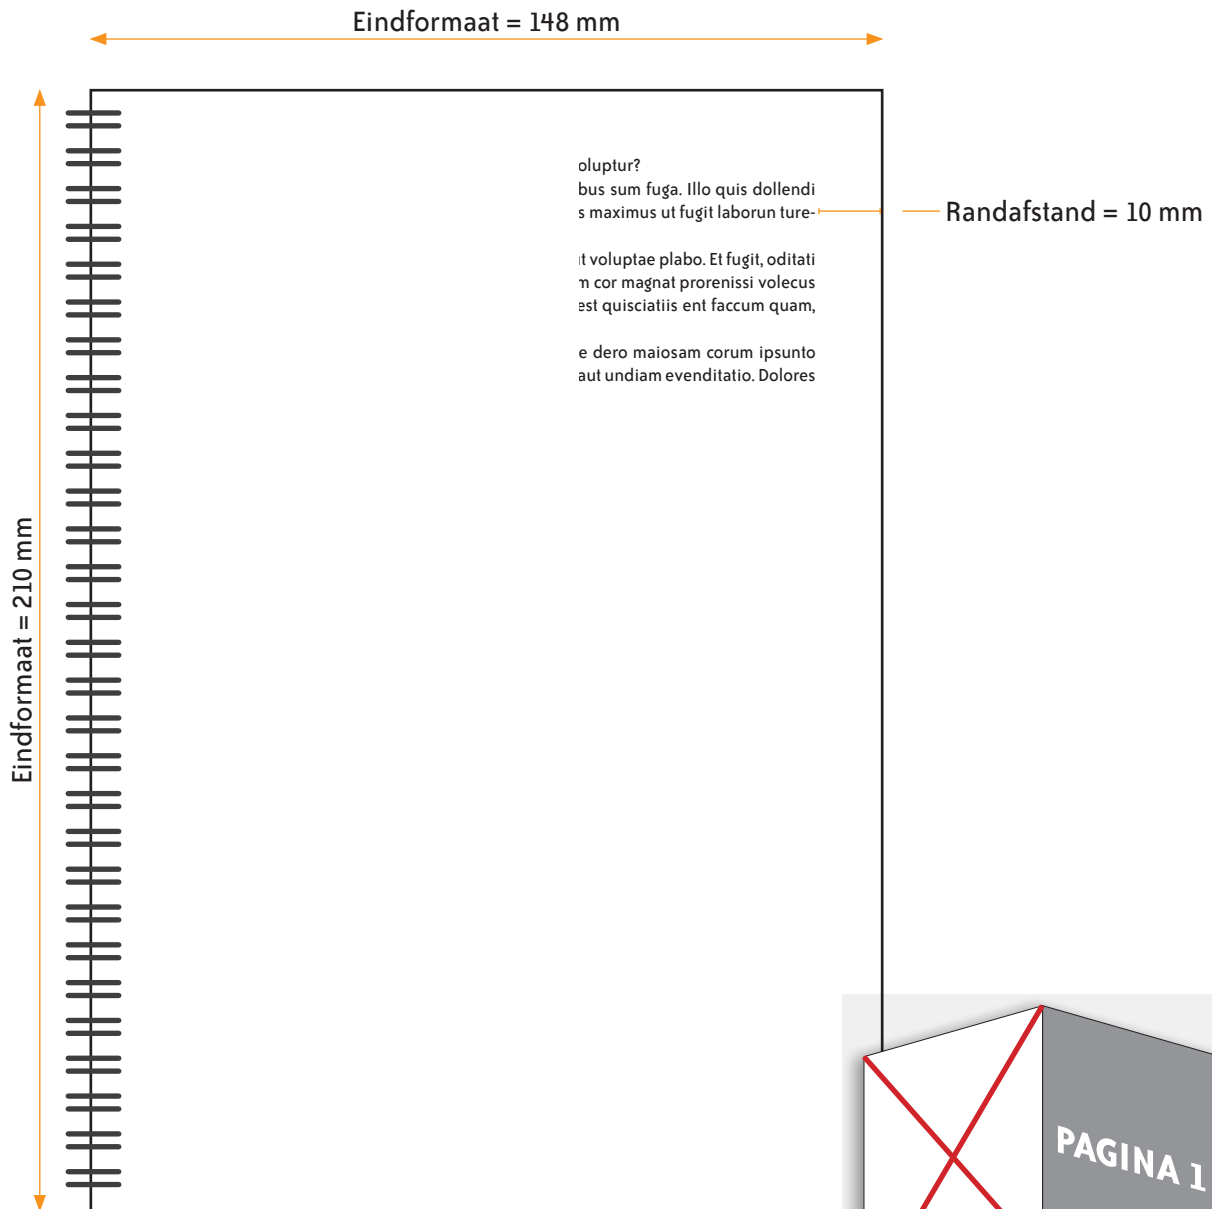 Eindformaat = 148 mm
oluptur?
bus sum fuga. Illo quis dollendi
s maximus ut fugit laborun ture-
Randafstand = 10 mm
t voluptae plabo. Et fugit, oditati
m cor magnat prorenissi volecus
est quisciatiis ent faccum quam,
e dero maiosam corum ipsunto
aut undiam evenditatio. Dolores
Eindformaat = 210 mm
PAGINA 1